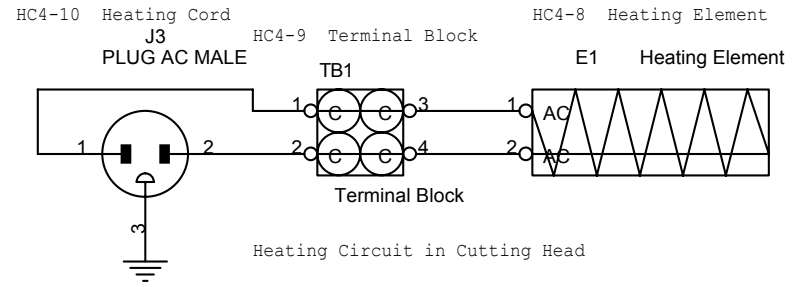 HC4-10  Heating Cord
HC4-8  Heating Element
J3
HC4-9  Terminal Block
PLUG AC MALE
E1
Heating Element
TB1
1
C
C
3
1
AC
1
2
2
C
C
4
2
AC
Terminal Block
3
Heating Circuit in Cutting Head